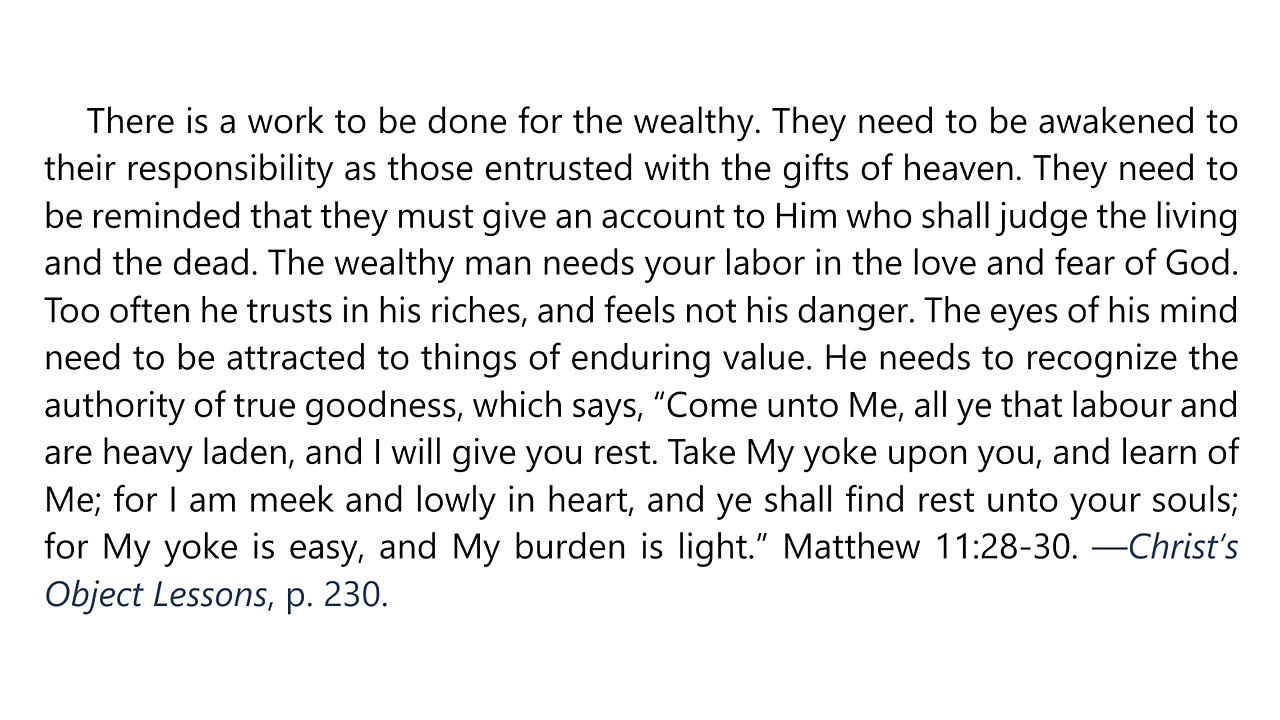 There is a work to be done for the wealthy. They need to be awakened to
their responsibility as those entrusted with the gifts of heaven. They need to
be reminded that they must give an account to Him who shall judge the living
and the dead. The wealthy man needs your labor in the love and fear of God.
Too often he trusts in his riches, and feels not his danger. The eyes of his mind
need to be attracted to things of enduring value. He needs to recognize the
authority of true goodness, which says, “Come unto Me, all ye that labour and
are heavy laden, and I will give you rest. Take My yoke upon you, and learn of
Me; for I am meek and lowly in heart, and ye shall find rest unto your souls;
for My yoke is easy, and My burden is light.” Matthew 11:28-30. —Christ’s
Object Lessons, p. 230.